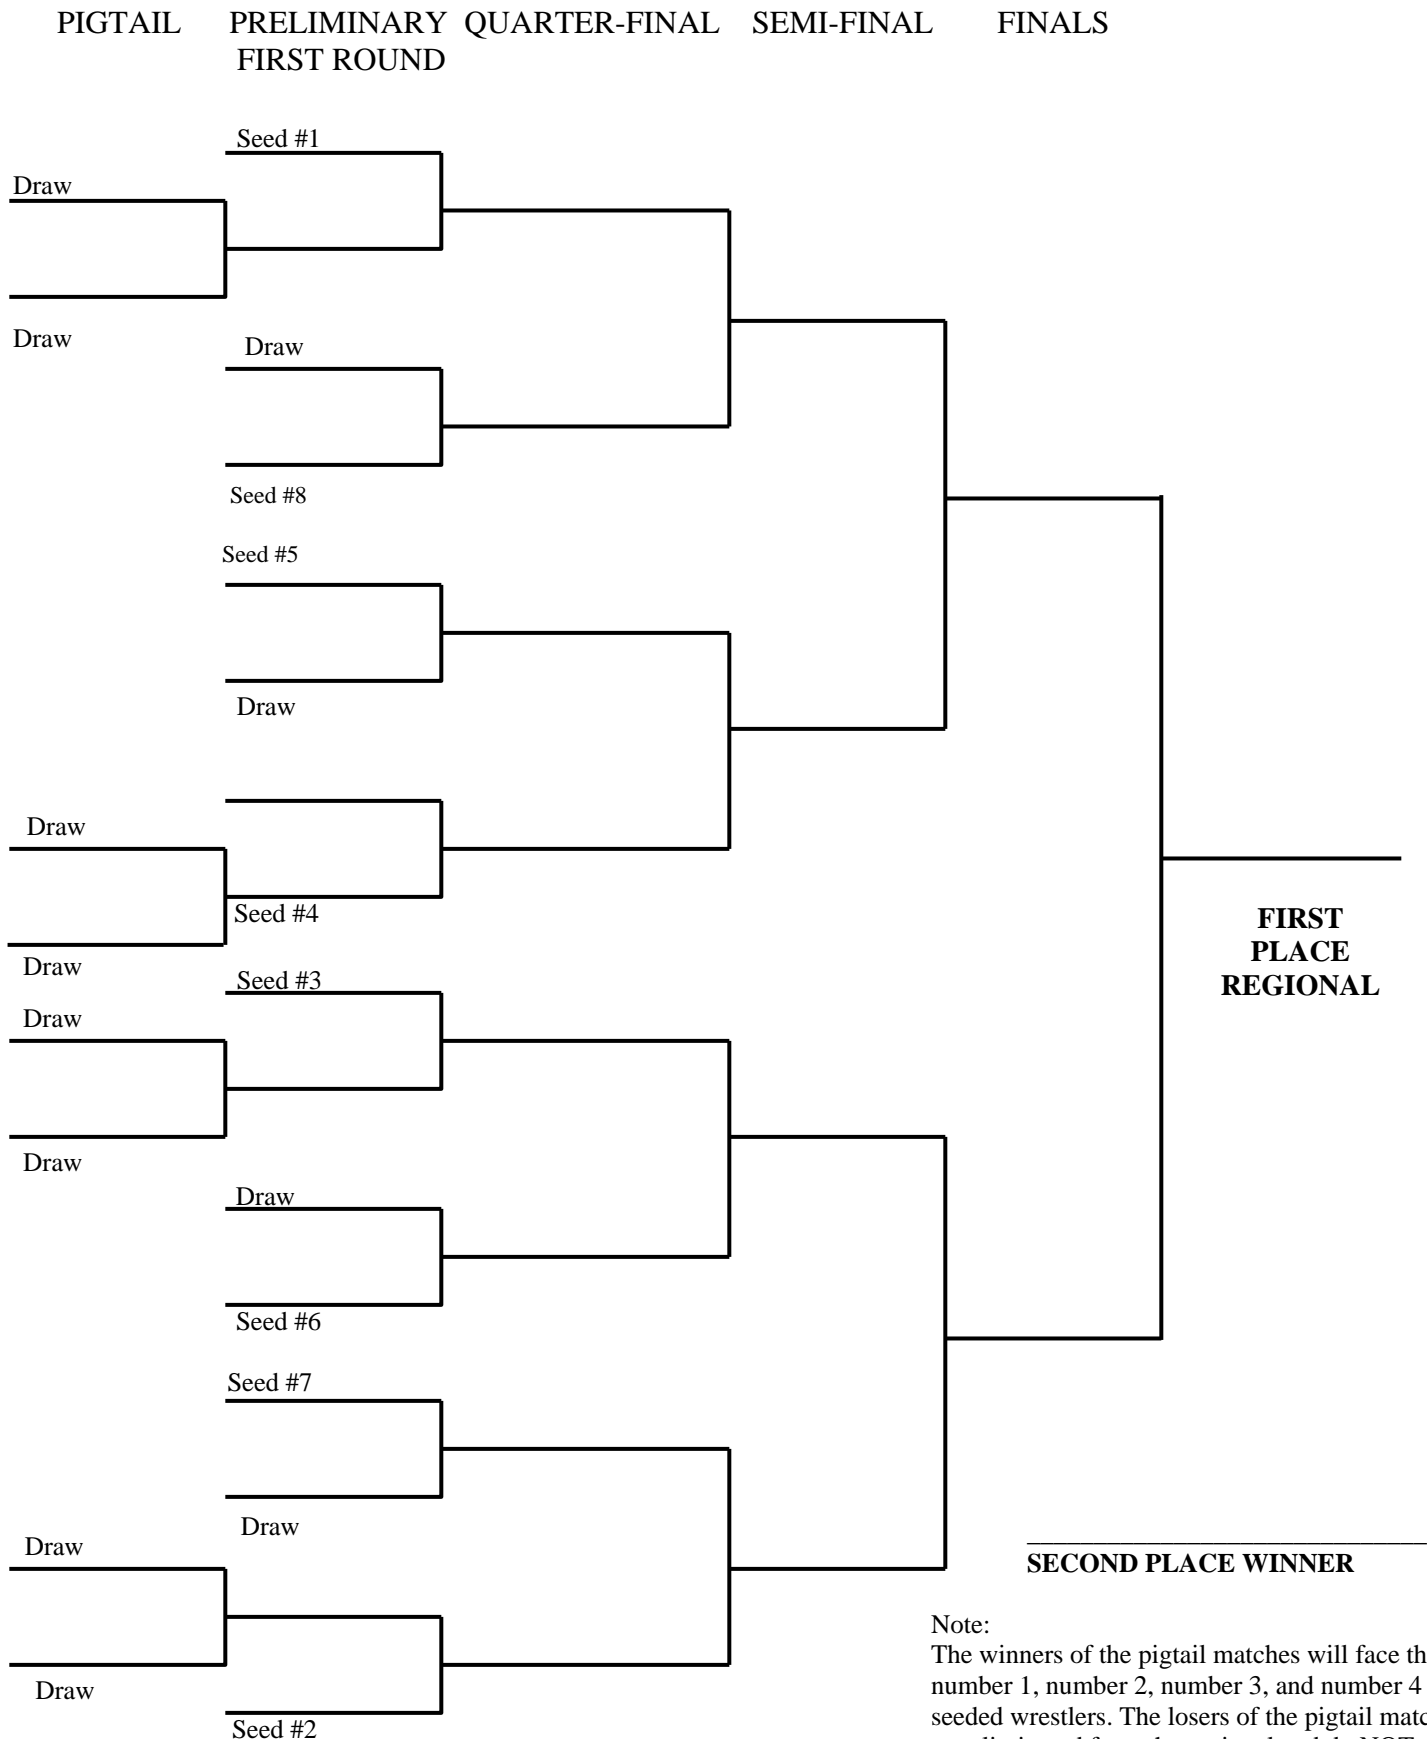 PIGTAIL PRELIMINARY QUARTER-FINAL SEMI-FINAL FINALS
FIRST ROUND
Seed #1
Draw
Draw
Draw
Seed #8
Seed #5
Draw
Draw
Seed #4
Draw
Seed #3
Draw
Draw
Draw
Seed #6
Seed #7
Draw
Draw
Draw
Seed #2
FIRST
PLACE
REGIONAL
SECOND PLACE WINNER
Note:
The winners of the pigtail matches will face th
number 1, number 2, number 3, and number 4
seeded wrestlers. The losers of the pigtail matc